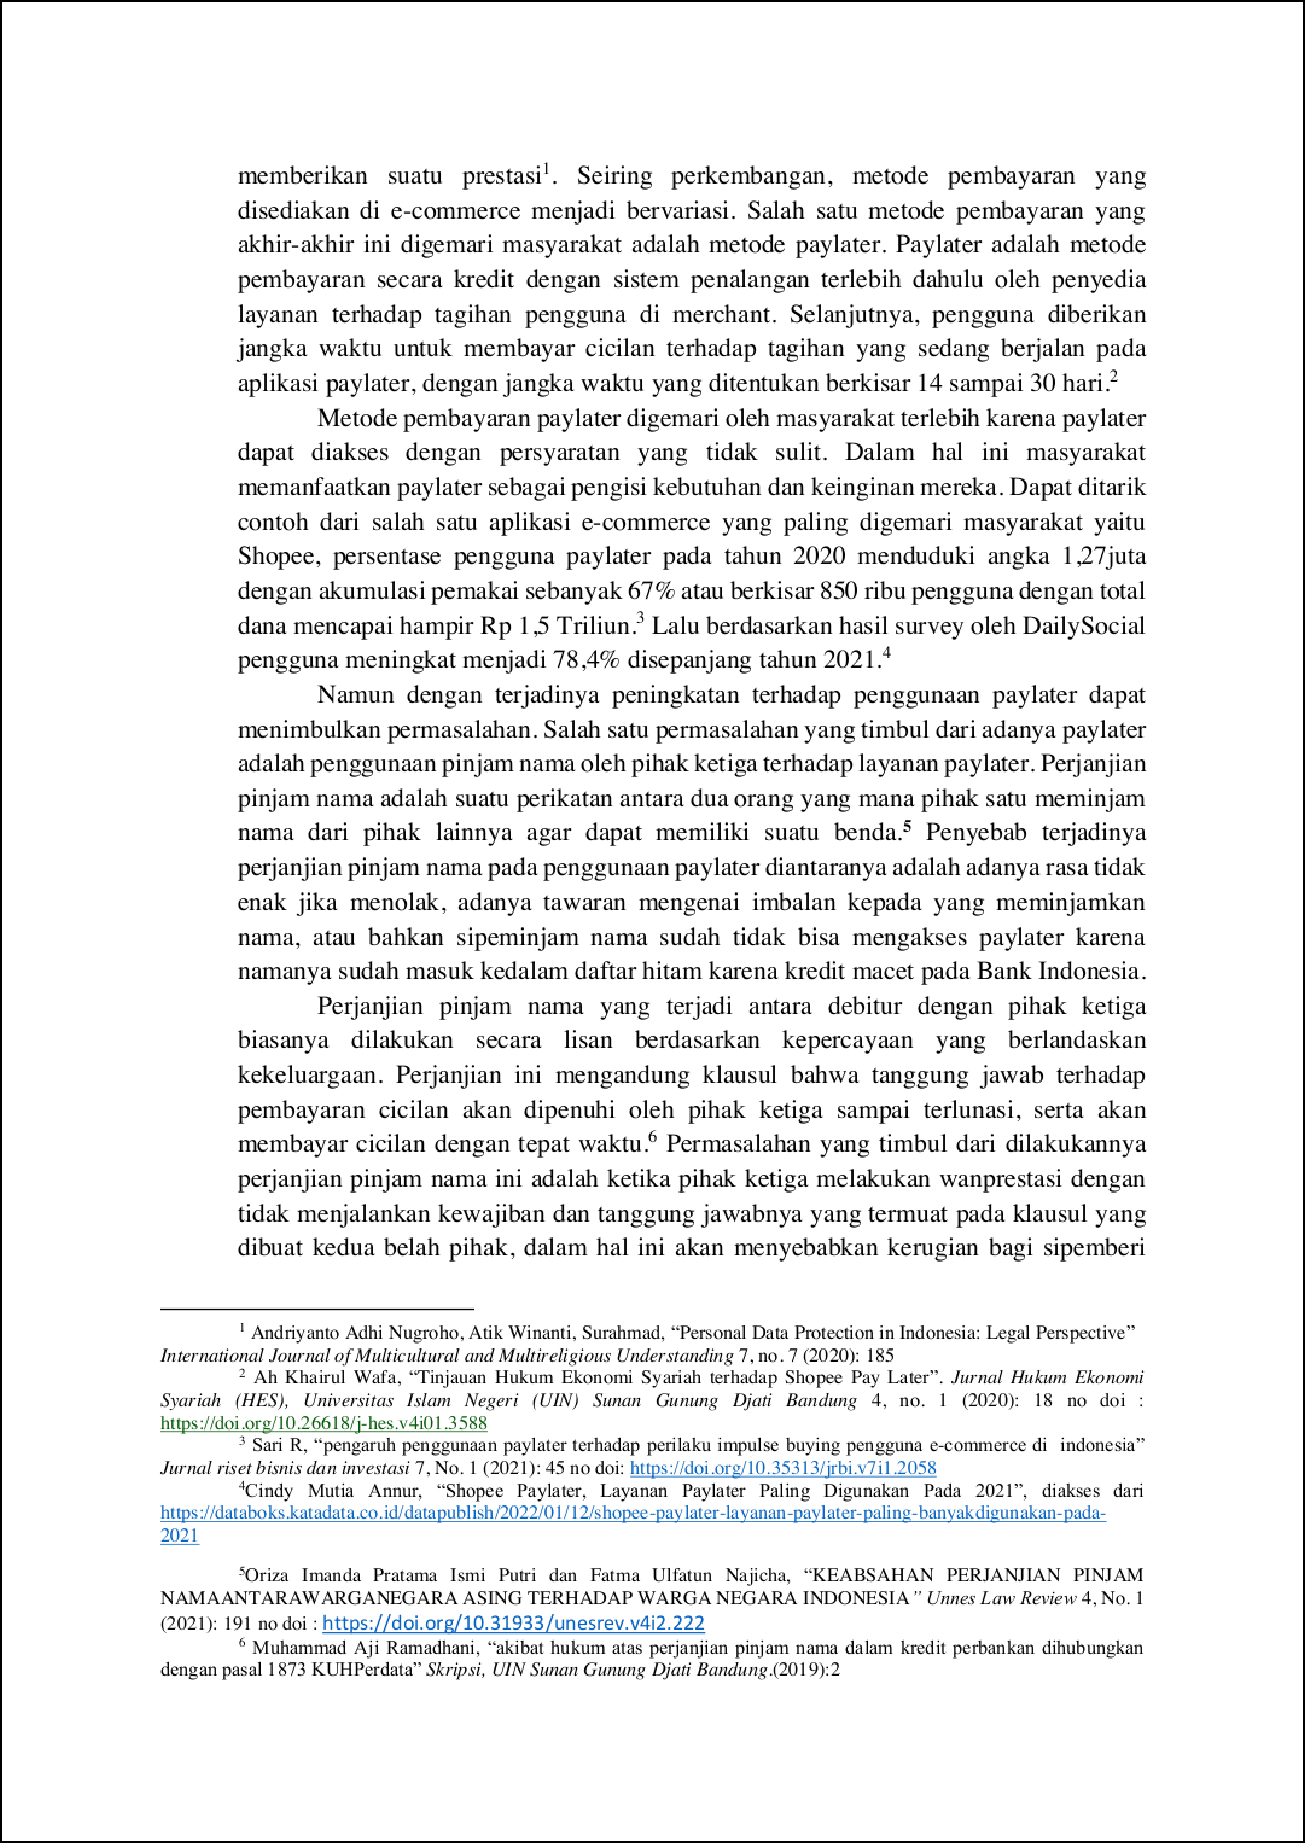 memberikan suatu prestasi1. Seiring perkembangan, metode pembayaran yang
disediakan di e-commerce menjadi bervariasi. Salah satu metode pembayaran yang
akhir-akhir ini digemari masyarakat adalah metode paylater. Paylater adalah metode
pembayaran secara kredit dengan sistem penalangan terlebih dahulu oleh penyedia
layanan terhadap tagihan pengguna di merchant. Selanjutnya, pengguna diberikan
jangka waktu untuk membayar cicilan terhadap tagihan yang sedang berjalan pada
aplikasi paylater, dengan jangka waktu yang ditentukan berkisar 14 sampai 30 hari.2
Metode pembayaran paylater digemari oleh masyarakat terlebih karena paylater
dapat diakses dengan persyaratan yang tidak sulit. Dalam hal ini masyarakat
memanfaatkan paylater sebagai pengisi kebutuhan dan keinginan mereka. Dapat ditarik
contoh dari salah satu aplikasi e-commerce yang paling digemari masyarakat yaitu
Shopee, persentase pengguna paylater pada tahun 2020 menduduki angka 1,27juta
dengan akumulasi pemakai sebanyak 67% atau berkisar 850 ribu pengguna dengan total
dana mencapai hampir Rp 1,5 Triliun.3 Lalu berdasarkan hasil survey oleh DailySocial
pengguna meningkat menjadi 78,4% disepanjang tahun 2021.4
Namun dengan terjadinya peningkatan terhadap penggunaan paylater dapat
menimbulkan permasalahan. Salah satu permasalahan yang timbul dari adanya paylater
adalah penggunaan pinjam nama oleh pihak ketiga terhadap layanan paylater. Perjanjian
pinjam nama adalah suatu perikatan antara dua orang yang mana pihak satu meminjam
nama dari pihak lainnya agar dapat memiliki suatu benda.5 Penyebab terjadinya
perjanjian pinjam nama pada penggunaan paylater diantaranya adalah adanya rasa tidak
enak jika menolak, adanya tawaran mengenai imbalan kepada yang meminjamkan
nama, atau bahkan sipeminjam nama sudah tidak bisa mengakses paylater karena
namanya sudah masuk kedalam daftar hitam karena kredit macet pada Bank Indonesia.
Perjanjian pinjam nama yang terjadi antara debitur dengan pihak ketiga
biasanya dilakukan secara lisan berdasarkan kepercayaan yang berlandaskan
kekeluargaan. Perjanjian ini mengandung klausul bahwa tanggung jawab terhadap
pembayaran cicilan akan dipenuhi oleh pihak ketiga sampai terlunasi, serta akan
membayar cicilan dengan tepat waktu.6 Permasalahan yang timbul dari dilakukannya
perjanjian pinjam nama ini adalah ketika pihak ketiga melakukan wanprestasi dengan
tidak menjalankan kewajiban dan tanggung jawabnya yang termuat pada klausul yang
dibuat kedua belah pihak, dalam hal ini akan menyebabkan kerugian bagi sipemberi
1 Andriyanto Adhi Nugroho, Atik Winanti, Surahmad, “Personal Data Protection in Indonesia: Legal Perspective”
International Journal of Multicultural and Multireligious Understanding 7, no. 7 (2020): 185
2 Ah Khairul Wafa, “Tinjauan Hukum Ekonomi Syariah terhadap Shopee Pay Later”. Jurnal Hukum Ekonomi
Syariah (HES), Universitas Islam Negeri (UIN) Sunan Gunung Djati Bandung 4, no. 1 (2020): 18 no doi :
https://doi.org/10.26618/j-hes.v4i01.3588
3 Sari R, “pengaruh penggunaan paylater terhadap perilaku impulse buying pengguna e-commerce di indonesia”
Jurnal riset bisnis dan investasi 7, No. 1 (2021): 45 no doi: https://doi.org/10.35313/jrbi.v7i1.2058
4Cindy Mutia Annur, “Shopee Paylater, Layanan Paylater Paling Digunakan Pada 2021”, diakses dari
https://databoks.katadata.co.id/datapublish/2022/01/12/shopee-paylater-layanan-paylater-paling-banyakdigunakan-pada-
2021
5Oriza Imanda Pratama Ismi Putri dan Fatma Ulfatun Najicha, “KEABSAHAN PERJANJIAN PINJAM
NAMAANTARAWARGANEGARA ASING TERHADAP WARGA NEGARA INDONESIA” Unnes Law Review 4, No. 1
(2021): 191 no doi : https://doi.org/10.31933/unesrev.v4i2.222
6 Muhammad Aji Ramadhani, “akibat hukum atas perjanjian pinjam nama dalam kredit perbankan dihubungkan
dengan pasal 1873 KUHPerdata” Skripsi, UIN Sunan Gunung Djati Bandung.(2019):2